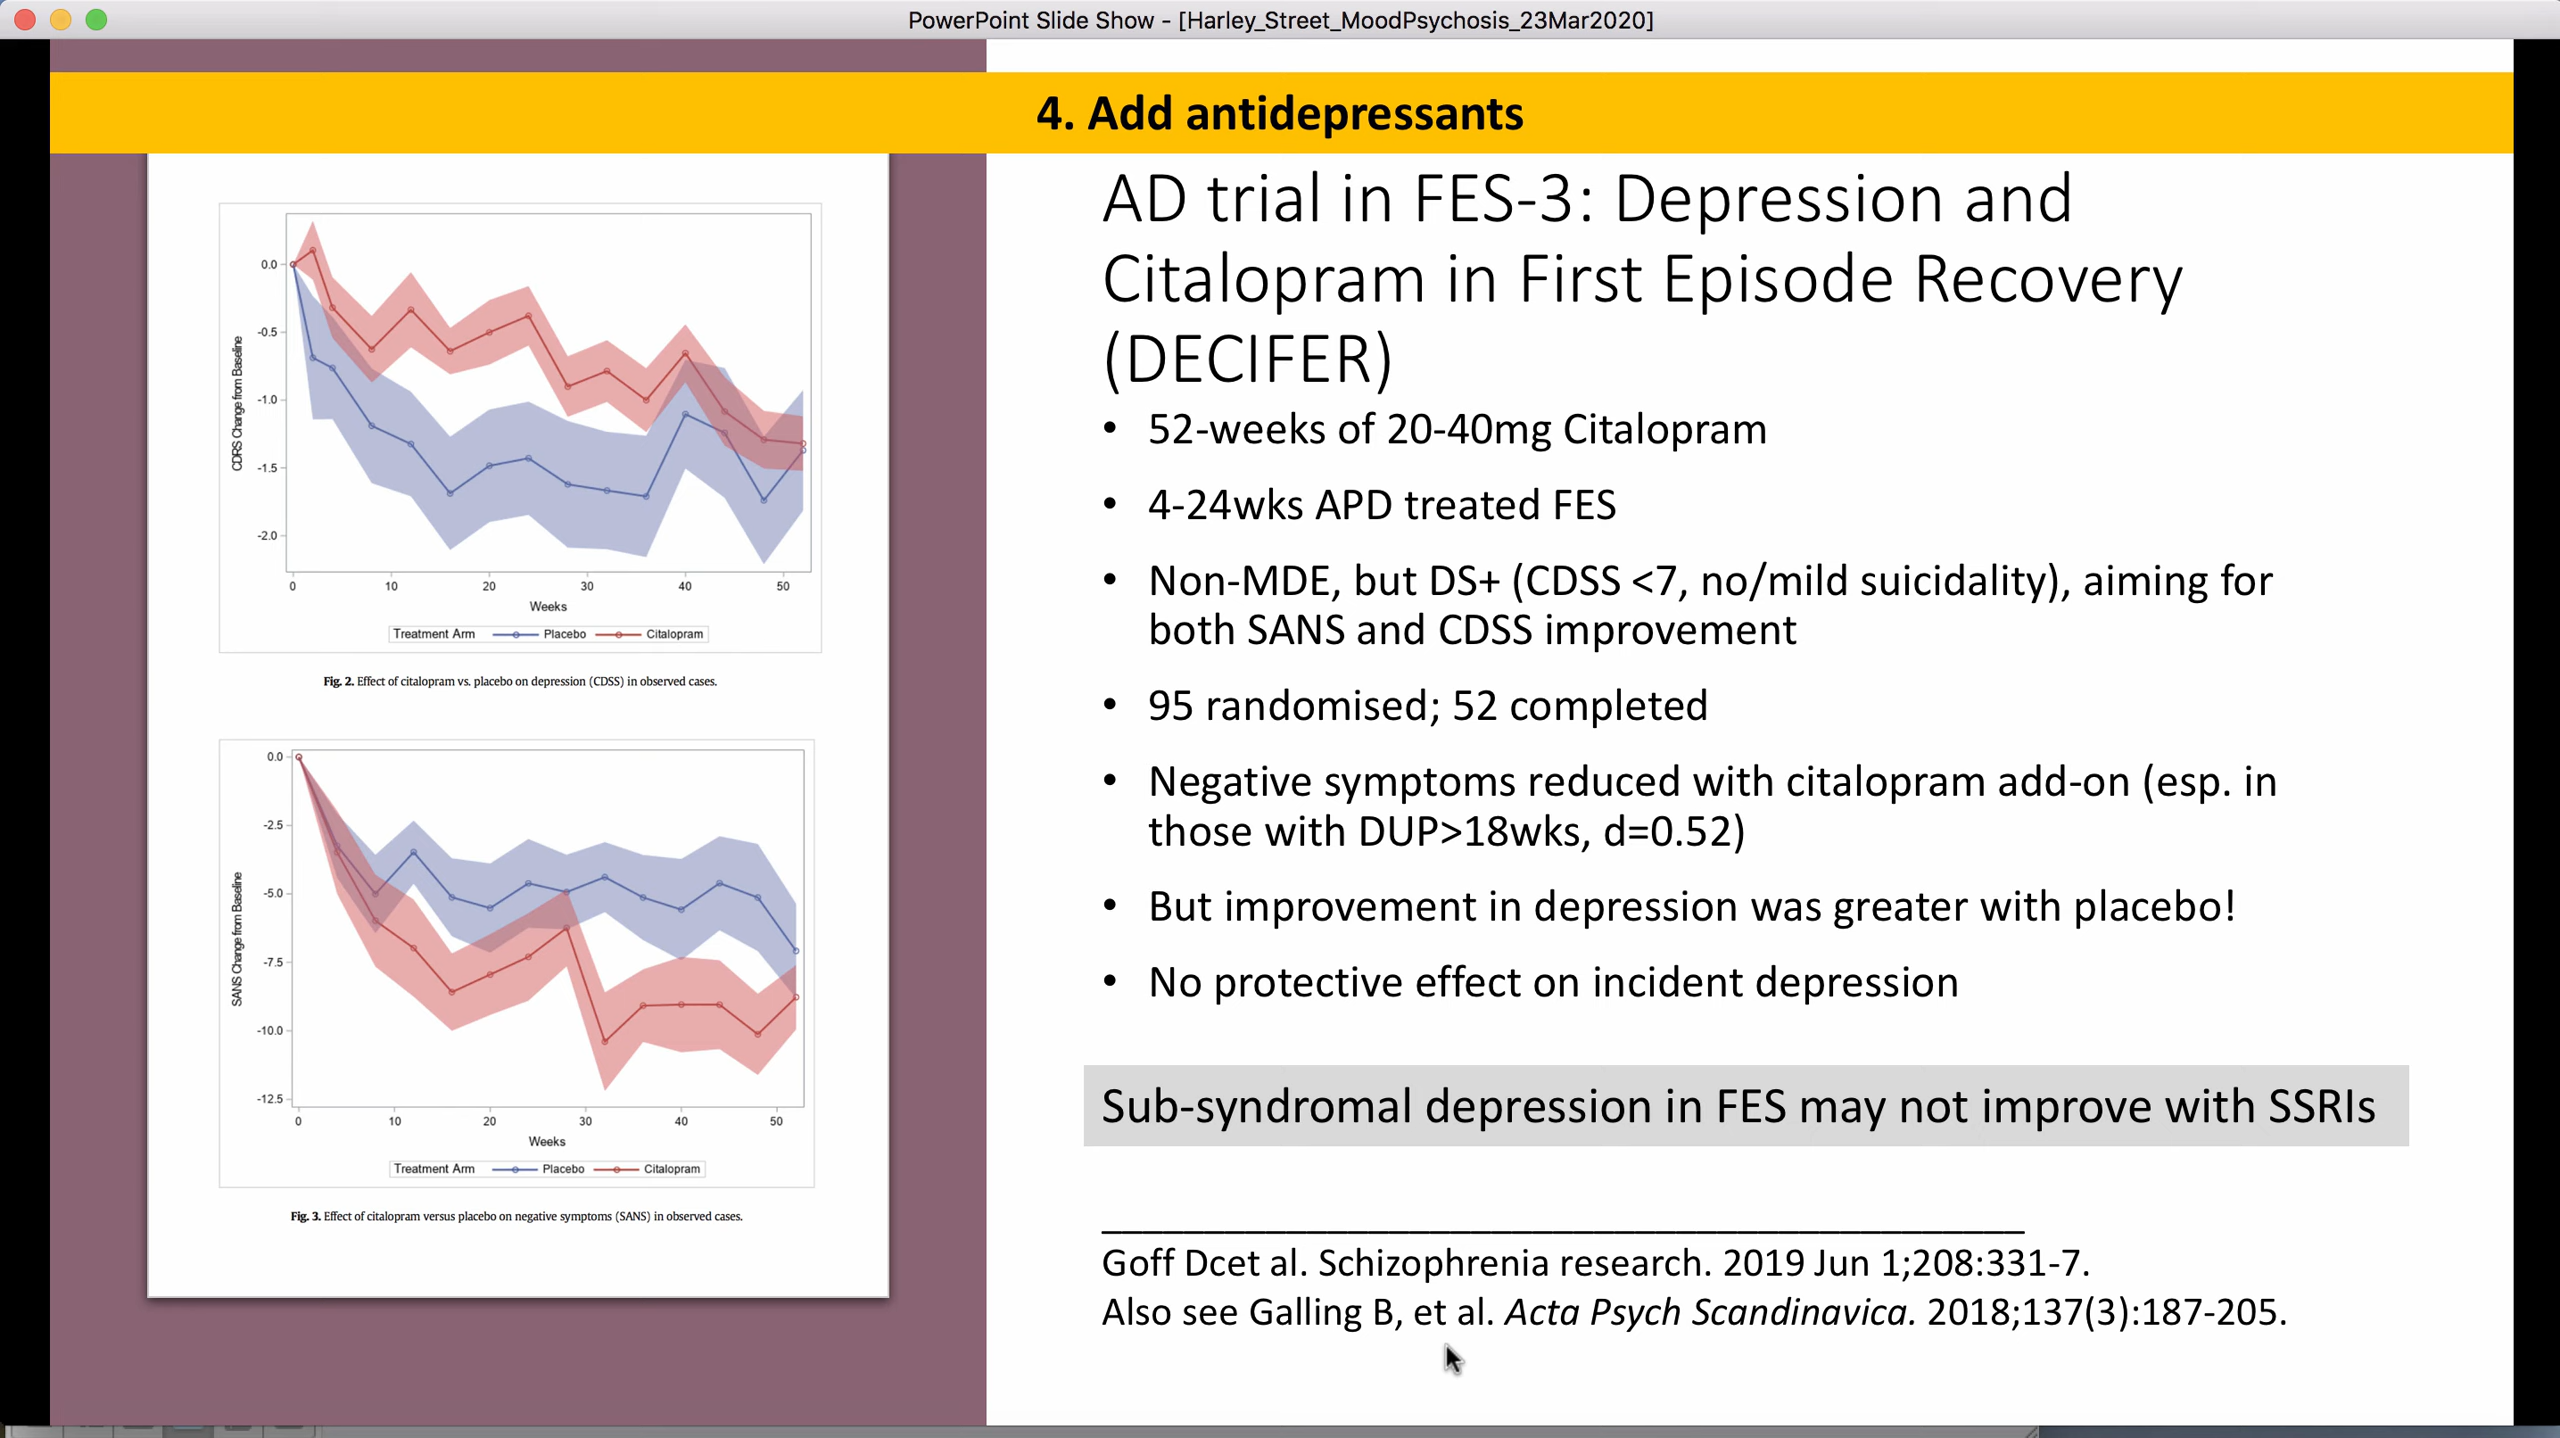 PowerPoint Slide Show - [Harley_Street_MoodPsychosis_23Mar2020]
4. Add antidepressants
0.0
-0.5
-1.0
-1.5
-2.0
CDRS Change from Baseline
0 10 20 30 40 50
Weeks
Treatment Arm Placebo Citalopram
Fig. 2. Effect of citalopram vs. placebo on depression (CDSS) in observed cases.
0.0
-2.5
-5.0
-7.5
-10.0
-12.5
SANS Change from Baseline
0 10 20 30 40 50
Weeks
Treatment Arm Placebo Citalopram
Fig. 3. Effect of citalopram versus placebo on negative symptoms (SANS) in observed cases.
AD trial in FES-3: Depression and
Citalopram in First Episode Recovery
(DECIFER)
• 52-weeks of 20-40mg Citalopram
• 4-24wks APD treated FES
• Non-MDE, but DS+ (CDSS <7, no/mild suicidality), aiming for
both SANS and CDSS improvement
• 95 randomised; 52 completed
• Negative symptoms reduced with citalopram add-on (esp. in
those with DUP>18wks, d=0.52)
• But improvement in depression was greater with placebo!
• No protective effect on incident depression
Sub-syndromal depression in FES may not improve with SSRIs
Goff Dcet al. Schizophrenia research. 2019 Jun 1;208:331-7.
Also see Galling B, et al. Acta Psych Scandinavica. 2018;137(3):187-205.